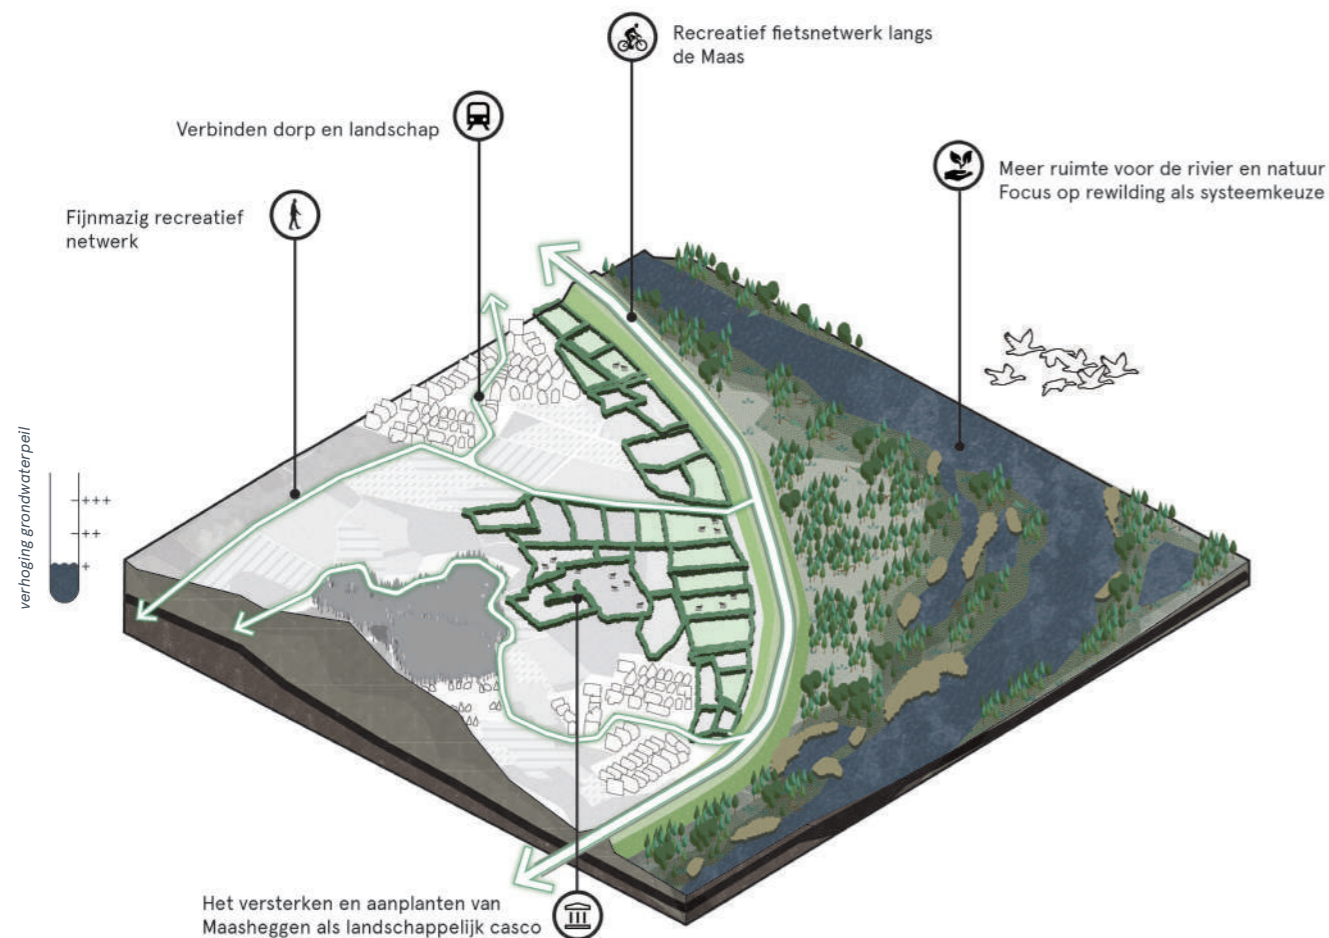 Recreatief fietsnetwerk langs
de Maas
Verbinden dorp en landschap
Meer ruimte voor de rivier en natuur
Focus op rewilding als systeemkeuze
Fijnmazig recreatief
netwerk
verhoging grondwaterpeil
+++
++
+
Het versterken en aanplanten van
Maasheggen als landschappelijk casco